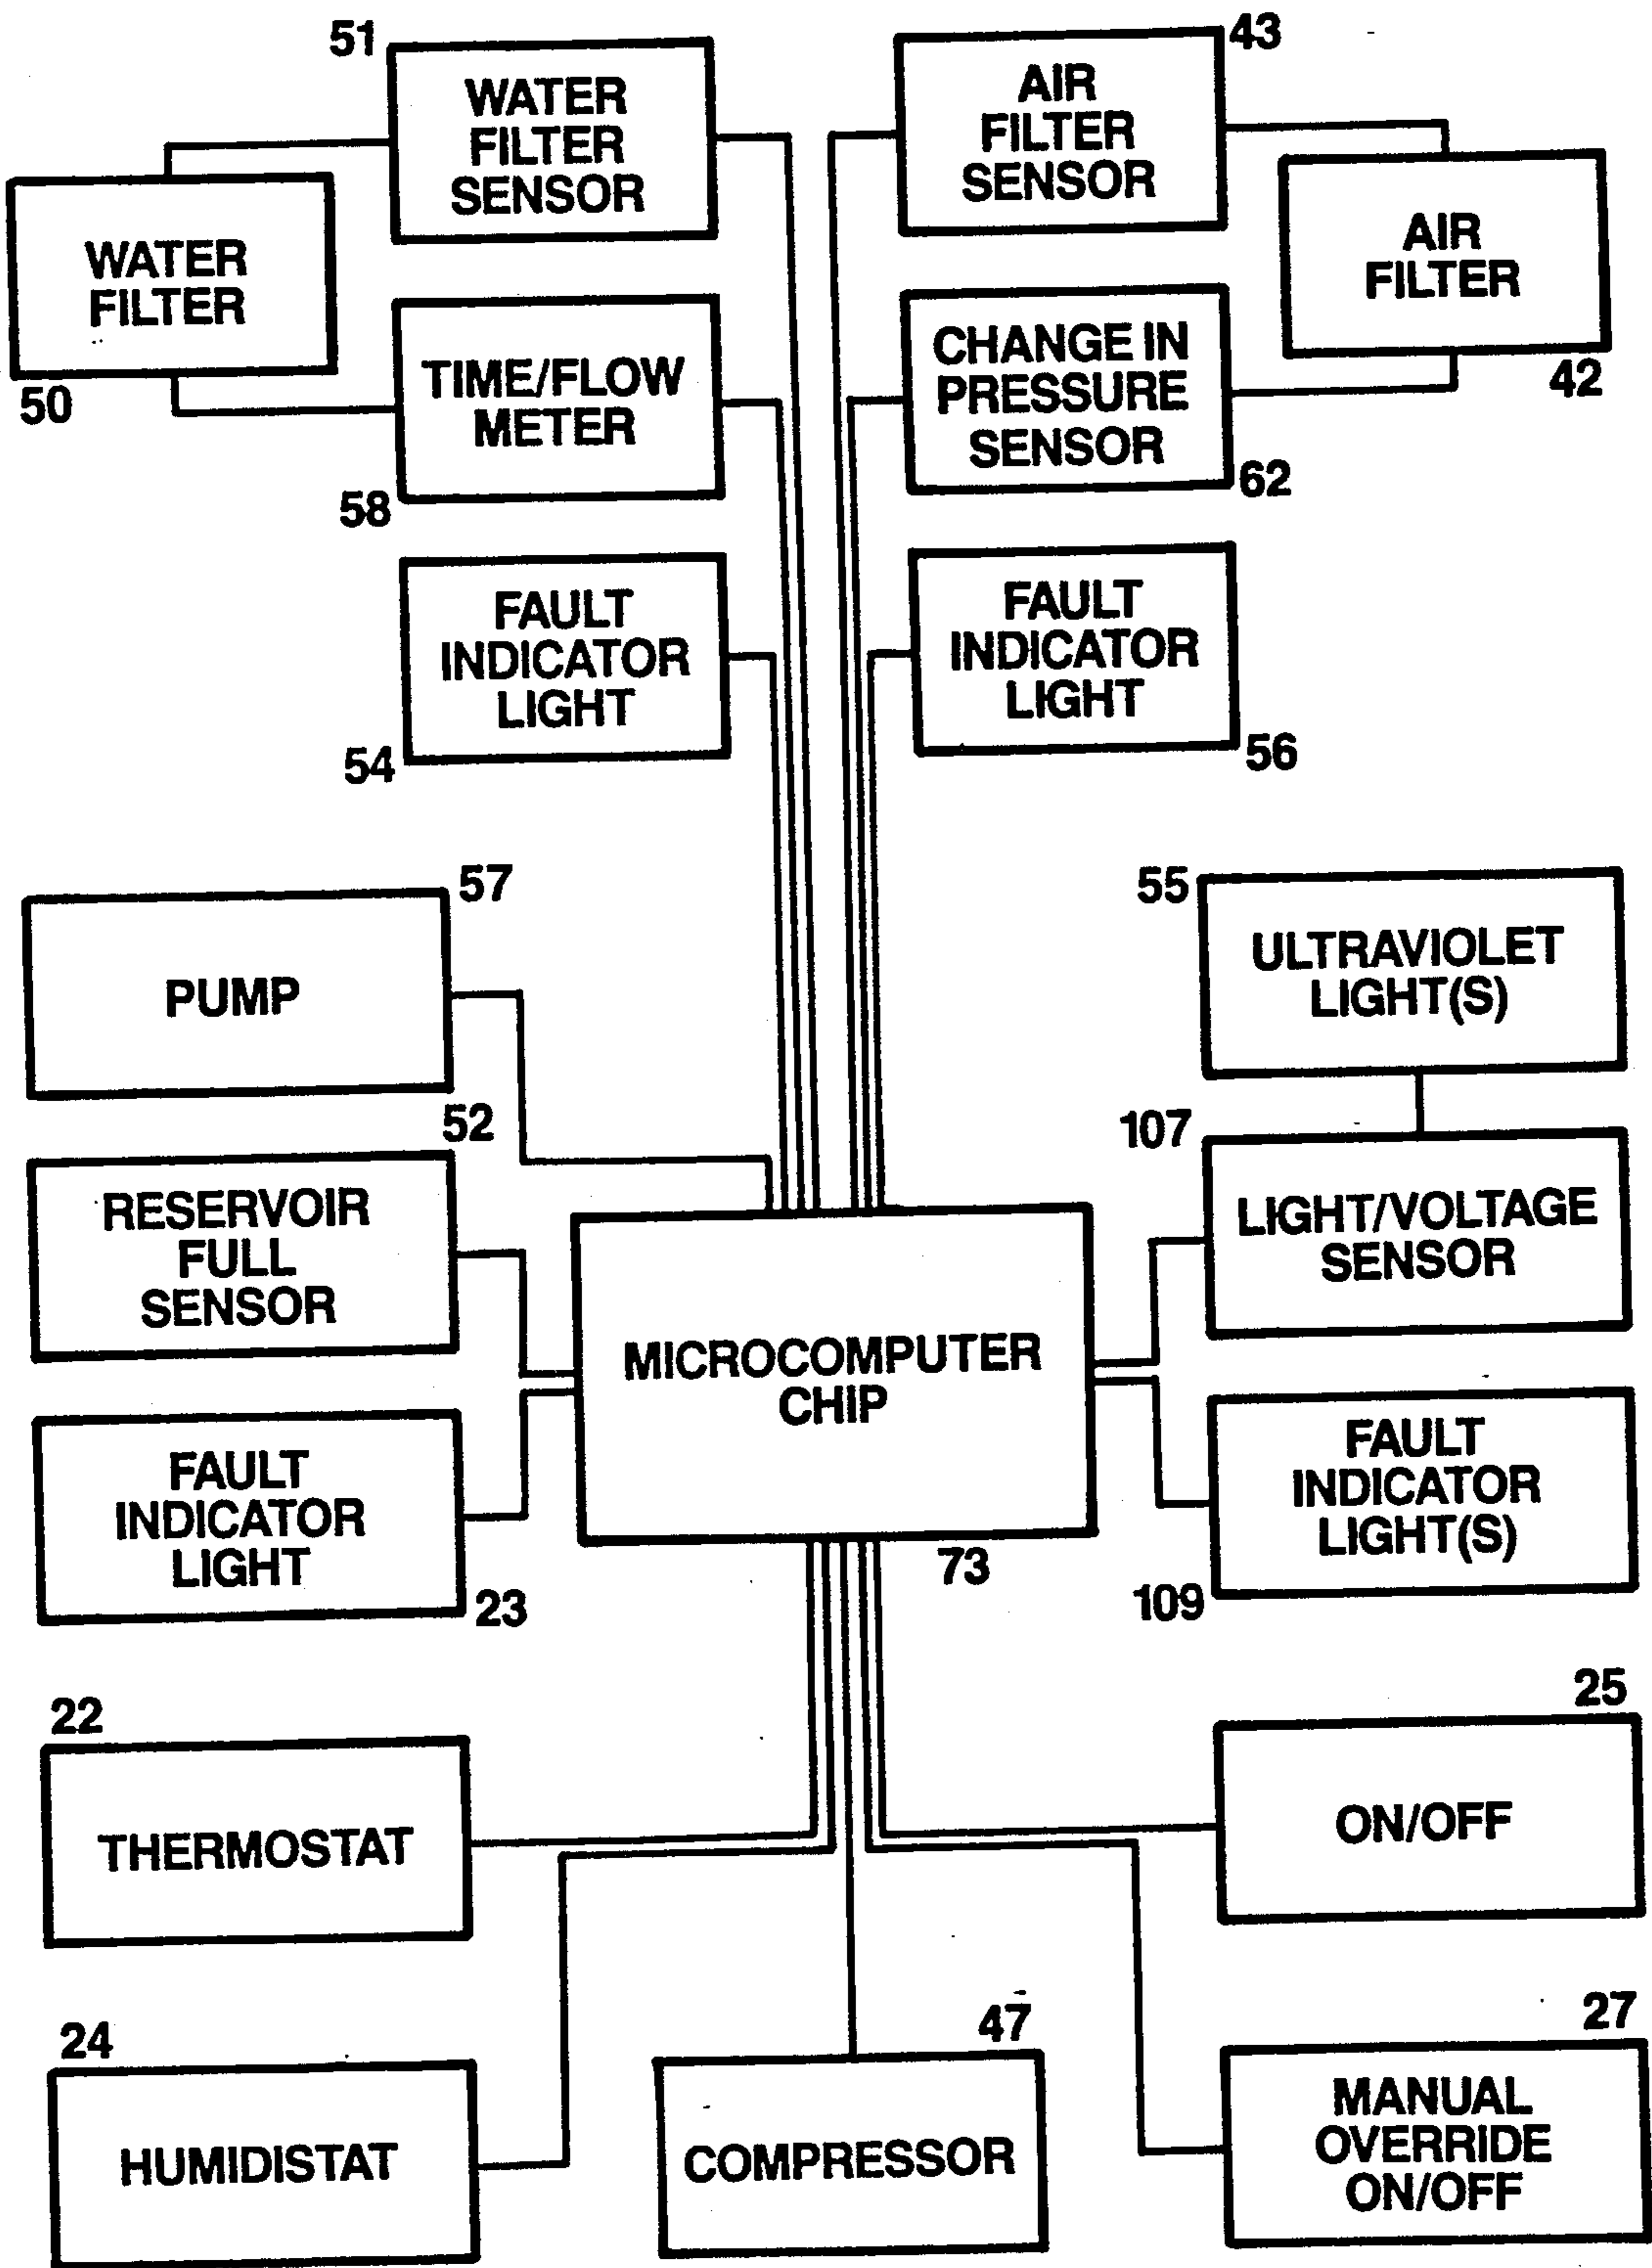 51
WATER
FILTER
SENSOR
43
AIR
FILTER
SENSOR
WATER
FILTER
50
AIR
FILTER
42
TIME/FLOW
METER
58
CHANGE IN
PRESSURE
SENSOR
62
FAULT
INDICATOR
LIGHT
54
FAULT
INDICATOR
LIGHT
56
57
PUMP
55
ULTRAVIOLET
LIGHT(S)
52
RESERVOIR
FULL
SENSOR
107
LIGHT/VOLTAGE
SENSOR
MICROCOMPUTER
CHIP
73
FAULT
INDICATOR
LIGHT
23
FAULT
INDICATOR
LIGHT(S)
109
22
THERMOSTAT
25
ON/OFF
24
HUMIDISTAT
47
COMPRESSOR
27
MANUAL
OVERRIDE
ON/OFF